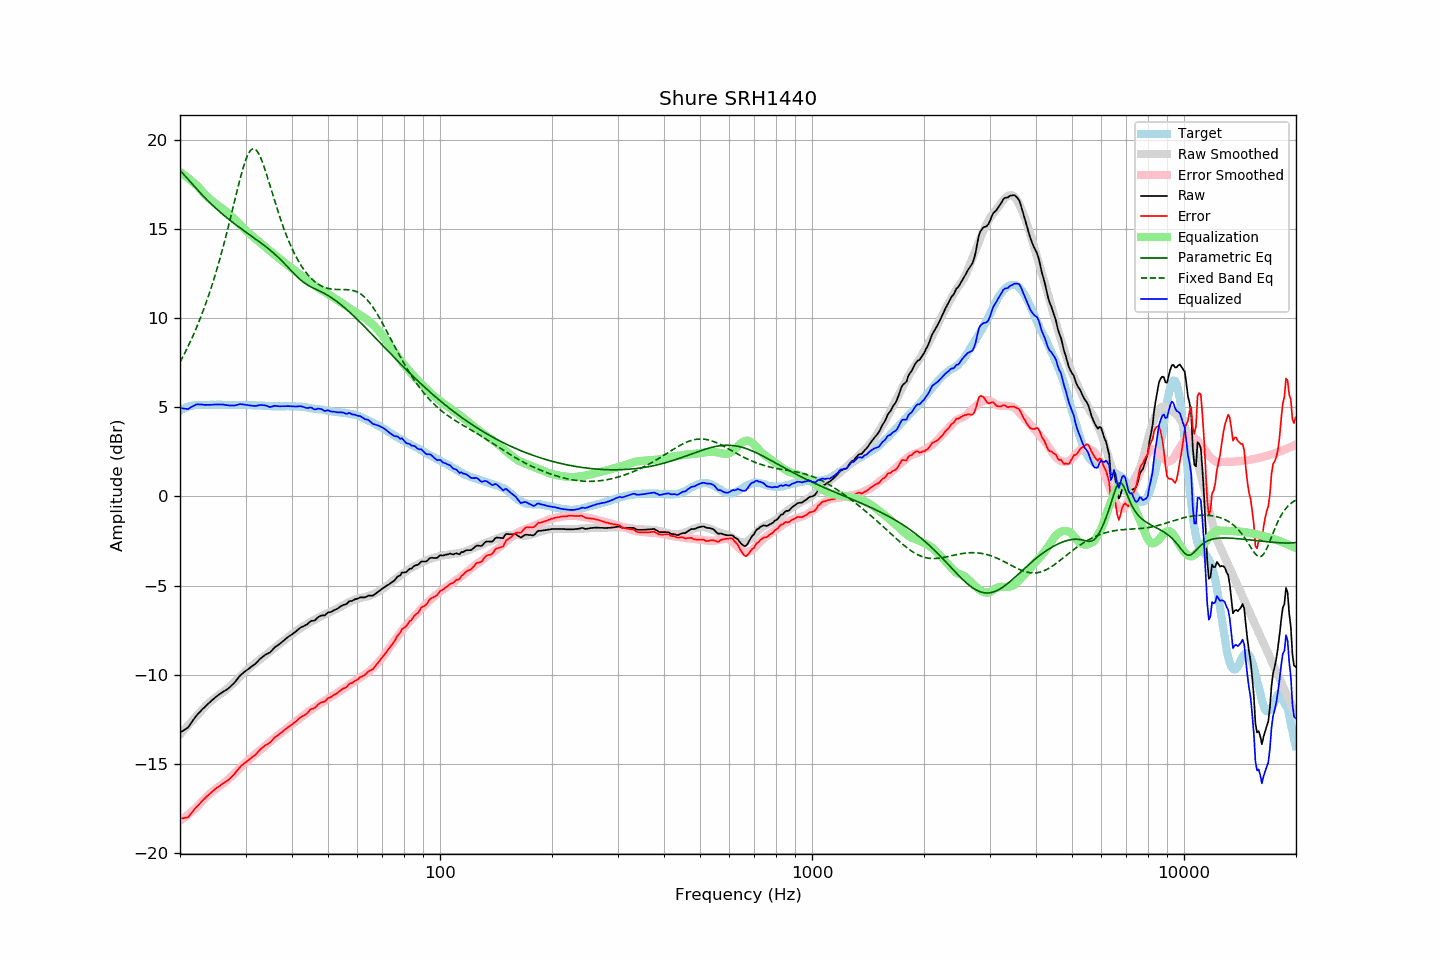 Shure SRH1440
20
15
10
5
0
−5
−10
−15
−20
Amplitude (dBr)
100
1000
10000
Frequency (Hz)
Target
Raw Smoothed
Error Smoothed
Raw
Error
Equalization
Parametric Eq
Fixed Band Eq
Equalized